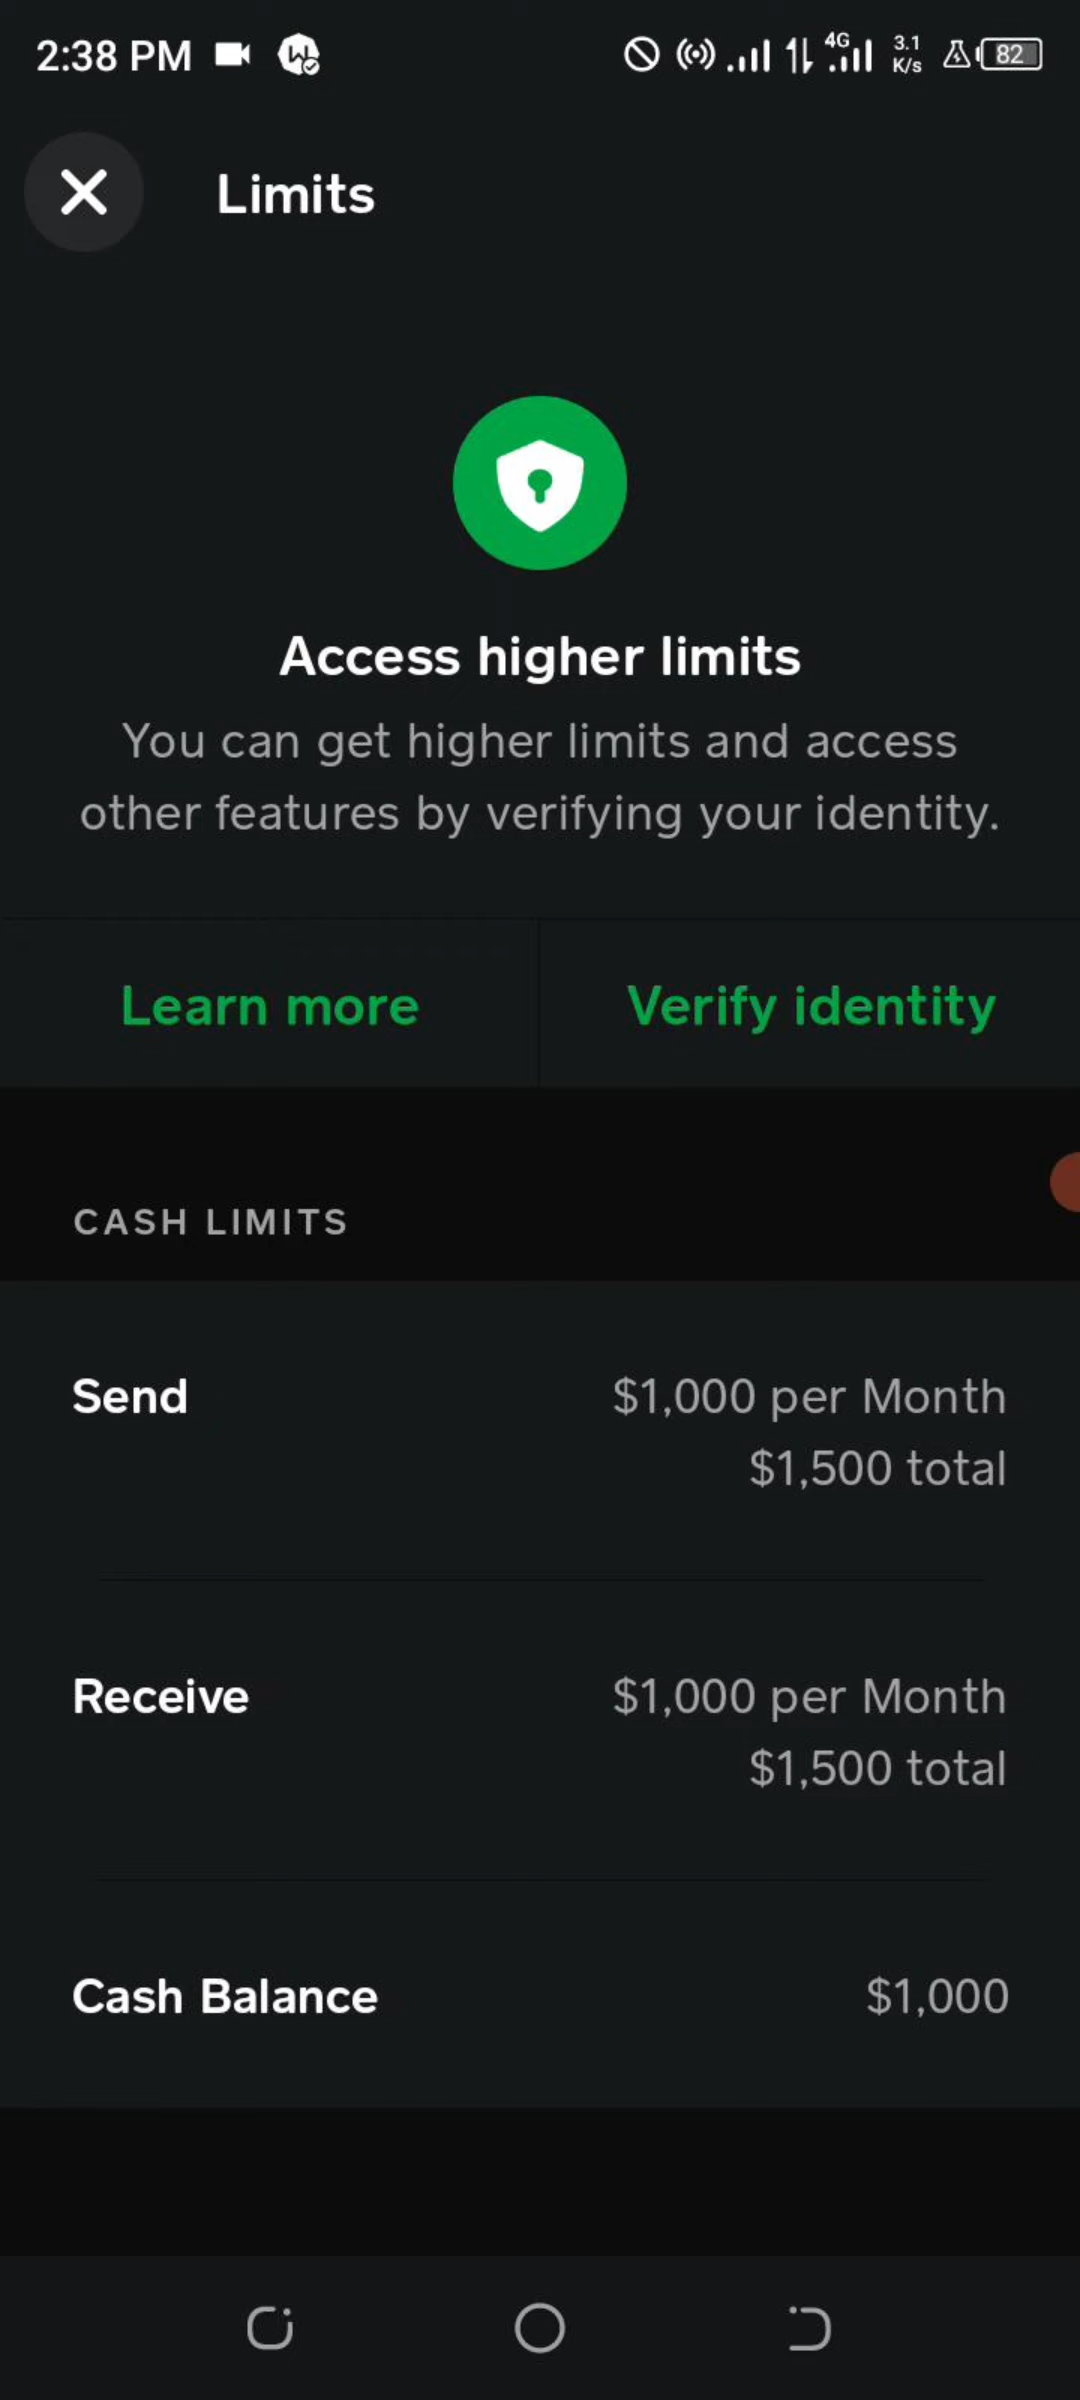 2:38 PM
4G
3.1
K/s
82
Limits
Access higher limits
You can get higher limits and access
other features by verifying your identity.
Learn more
Verify identity
CASH LIMITS
Send
$1,000 per Month
$1,500 total
Receive
$1,000 per Month
$1,500 total
Cash Balance
$1,000